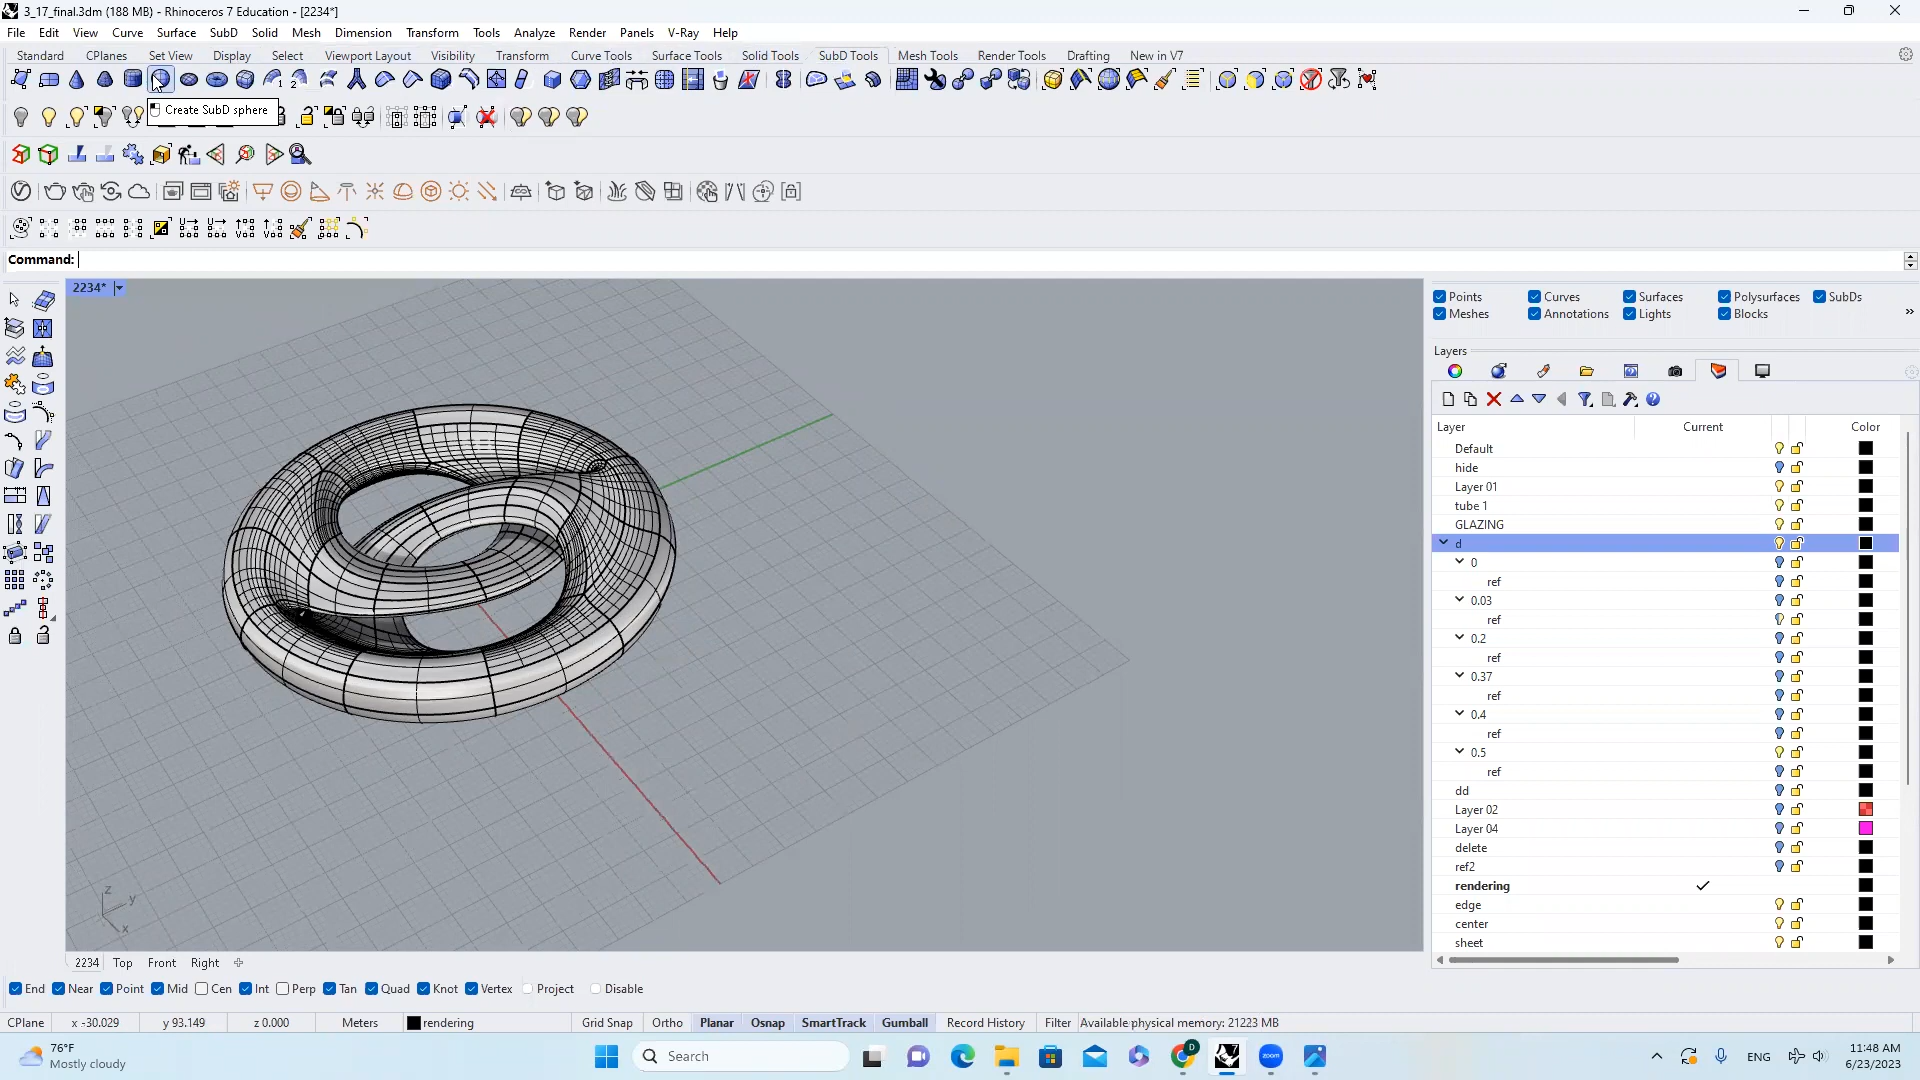 3_17_final.3dm (188 MB) - Rhinoceros 7 Education - [2234*]
File Edit View Curve Surface SubD Solid Mesh Dimension Transform Tools Analyze Render Panels V-Ray Help
Standard CPlanes Set View Display Select Viewport Layout Visibility Transform Curve Tools Surface Tools Solid Tools SubD Tools Mesh Tools Render Tools Drafting New in V7
Create SubD sphere
Command:
2234*
Points Curves Surfaces Polysurfaces SubDs
Meshes Annotations Lights Blocks
Layers
Layer Current Color
Default
hide
Layer 01
tube 1
GLAZING
d
0
ref
0.03
ref
0.2
ref
0.37
ref
0.4
ref
0.5
ref
dd
Layer 02
Layer 04
delete
ref2
rendering
edge
center
sheet
z
y
x
2234 Top Front Right
End Near Point Mid Cen Int Perp Tan Quad Knot Vertex Project Disable
CPlane x -30.029 y 93.149 z 0.000 Meters rendering Grid Snap Ortho Planar Osnap SmartTrack Gumball Record History Filter Available physical memory: 21223 MB
76°F
Mostly cloudy
Search
D
7
zoom
ENG
11:48 AM
6/23/2023